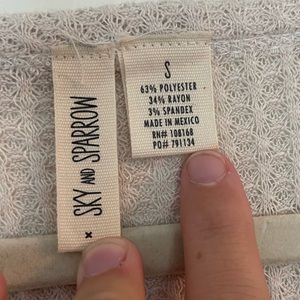 SKY AND SPARROW
x
S
63% POLYESTER
34% RAYON
3% SPANDEX
MADE IN MEXICO
RN# 108168
PO# 791134